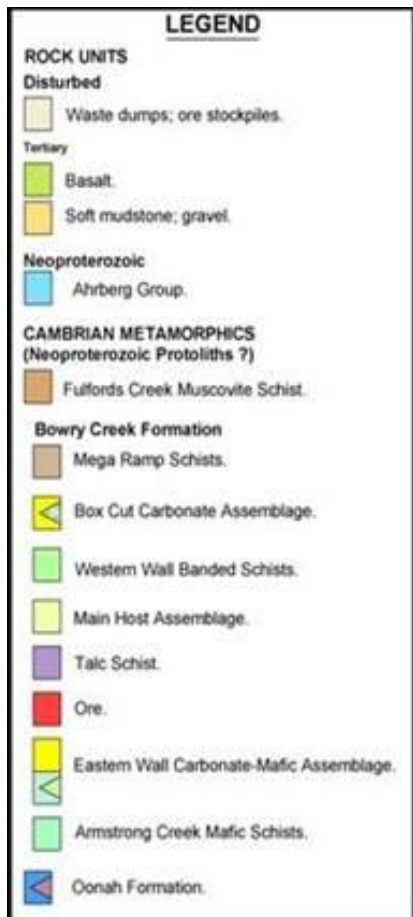 LEGEND
ROCK UNITS
Disturbed
Waste dumps; ore stockpiles.
Tertiary
Basalt.
Soft mudstone; gravel.
Neoproterozoic
Ahrberg Group.
CAMBRIAN METAMORPHICS
(Neoproterozoic Protoliths ?)
Fulfords Creek Muscovite Schist.
Bowry Creek Formation
Mega Ramp Schists.
Box Cut Carbonate Assemblage.
Western Wall Banded Schists.
Main Host Assemblage.
Talc Schist.
Ore.
Eastern Wall Carbonate-Mafic Assemblage.
Armstrong Creek Mafic Schists.
Oonah Formation.